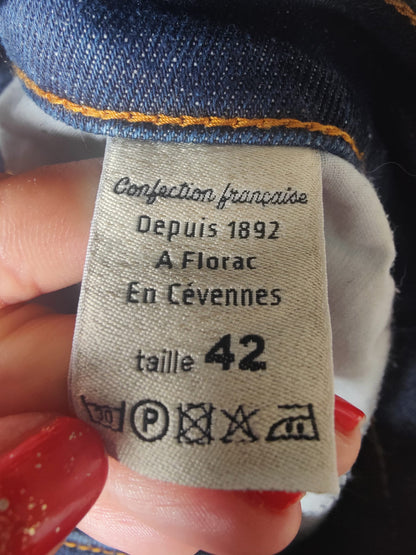 Confection française
Depuis 1892
A Florac
En Cévennes
taille 42
30 P